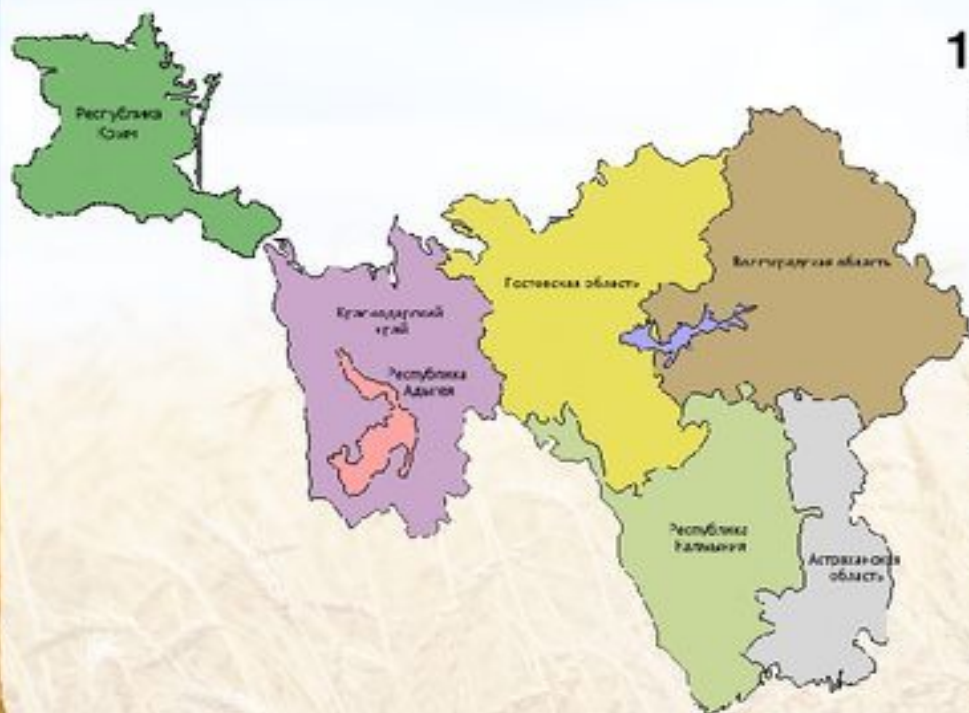 1
Республика
Крым
Ростовская область
Волгоградская область
Краснодарский
край
Республика
Адыгея
Республика
Калмыкия
Астраханская
область